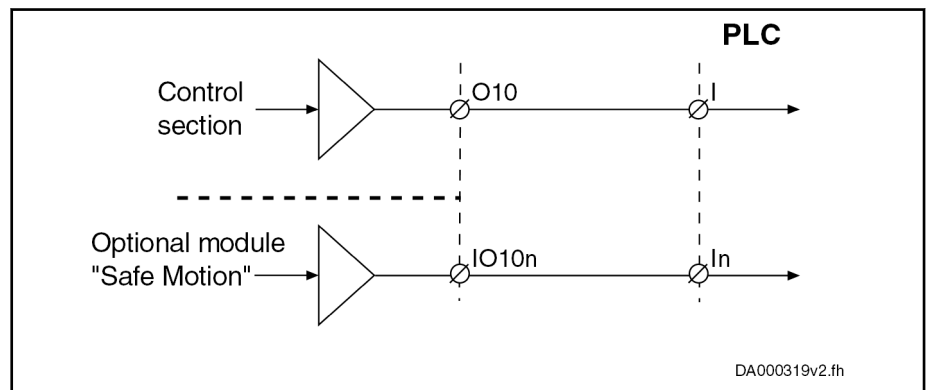 PLC
Control
section
O10
I
Optional module
"Safe Motion"
IO10n
In
DA000319v2.fh